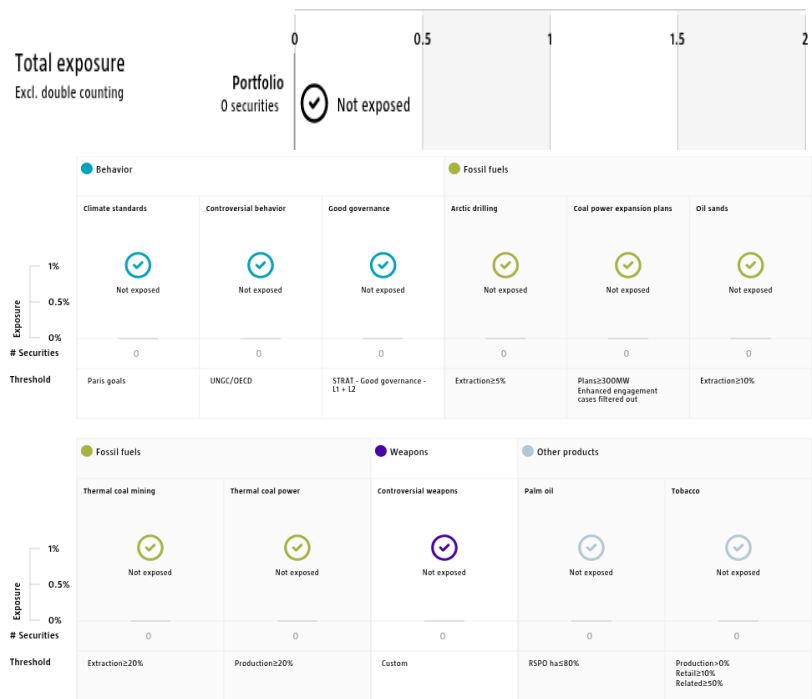 0 0.5 1 1.5 2
Total exposure
Excl. double counting
Portfolio
0 securities
Not exposed
Behavior Fossil fuels
Climate standards Controversial behavior Good governance Arctic drilling Coal power expansion plans Oil sands
1%
Not exposed Not exposed Not exposed Not exposed Not exposed Not exposed
0.5%
Exposure
0%
# Securities 0 0 0 0 0 0
Threshold Paris goals UNGC/OECD STRAT - Good governance - Extraction≥5% Plans≥300MW Extraction≥10%
L1 + L2 Enhanced engagement
cases filtered out
Fossil fuels Weapons Other products
Thermal coal mining Thermal coal power Controversial weapons Palm oil Tobacco
1%
Not exposed Not exposed Not exposed Not exposed Not exposed
0.5%
Exposure
0%
# Securities 0 0 0 0 0
Threshold Extraction≥20% Production≥20% Custom RSPO ha≤80% Production>0%
Retail≥10%
Related≥50%